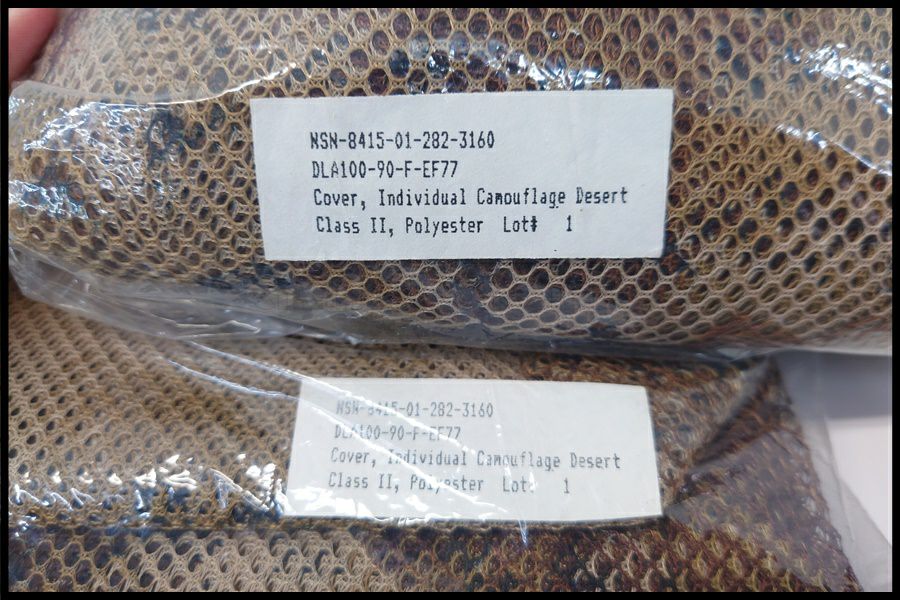 NSN-8415-01-282-3160
DLA100-90-F-EF77
Cover, Individual Camouflage Desert
Class II, Polyester Lot# 1
NSN-8415-01-282-3160
DLA100-90-F-EF77
Cover, Individual Camouflage Desert
Class II, Polyester Lot# 1